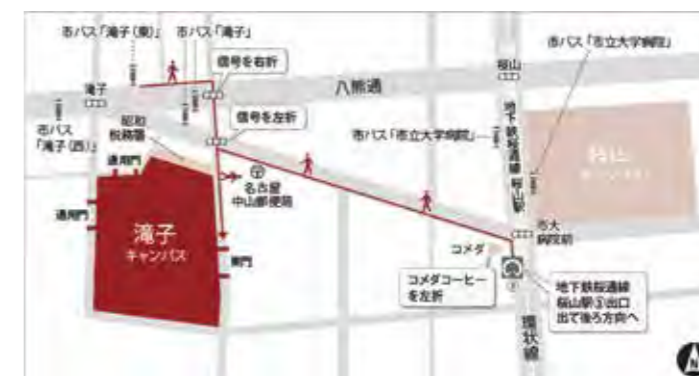 市バス「滝子(東)」
市バス「滝子」
信号を右折
滝子
八熊通
桜山
市バス「市立大学病院」
昭和
税務署
信号を左折
市バス
「滝子(西)」
市バス「市立大学病院」
地下鉄桜通線 桜山駅
通用門
通用門
名古屋
中山郵便局
滝子
キャンパス
東門
コメダ
市大
病院前
コメダコーヒー
を左折
地下鉄桜通線
桜山駅⑤出口
出て後ろ方向へ
環状線